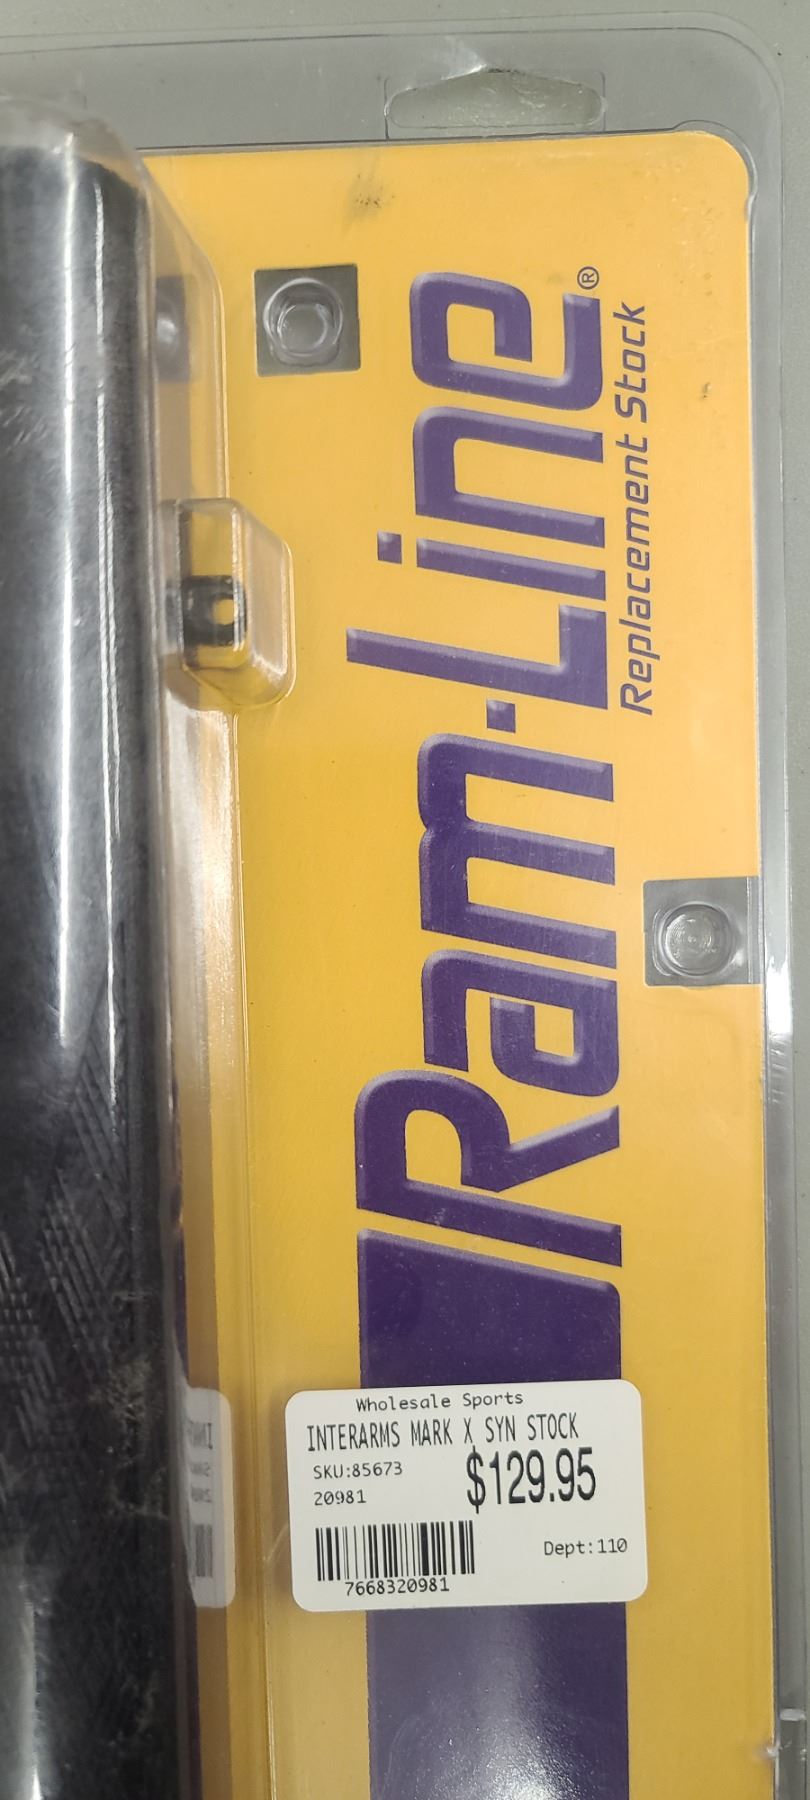 Ram-Line®
Replacement Stock
Wholesale Sports
INTERARMS MARK X SYN STOCK
SKU:85673
$129.95
20981
Dept:110
7668320981